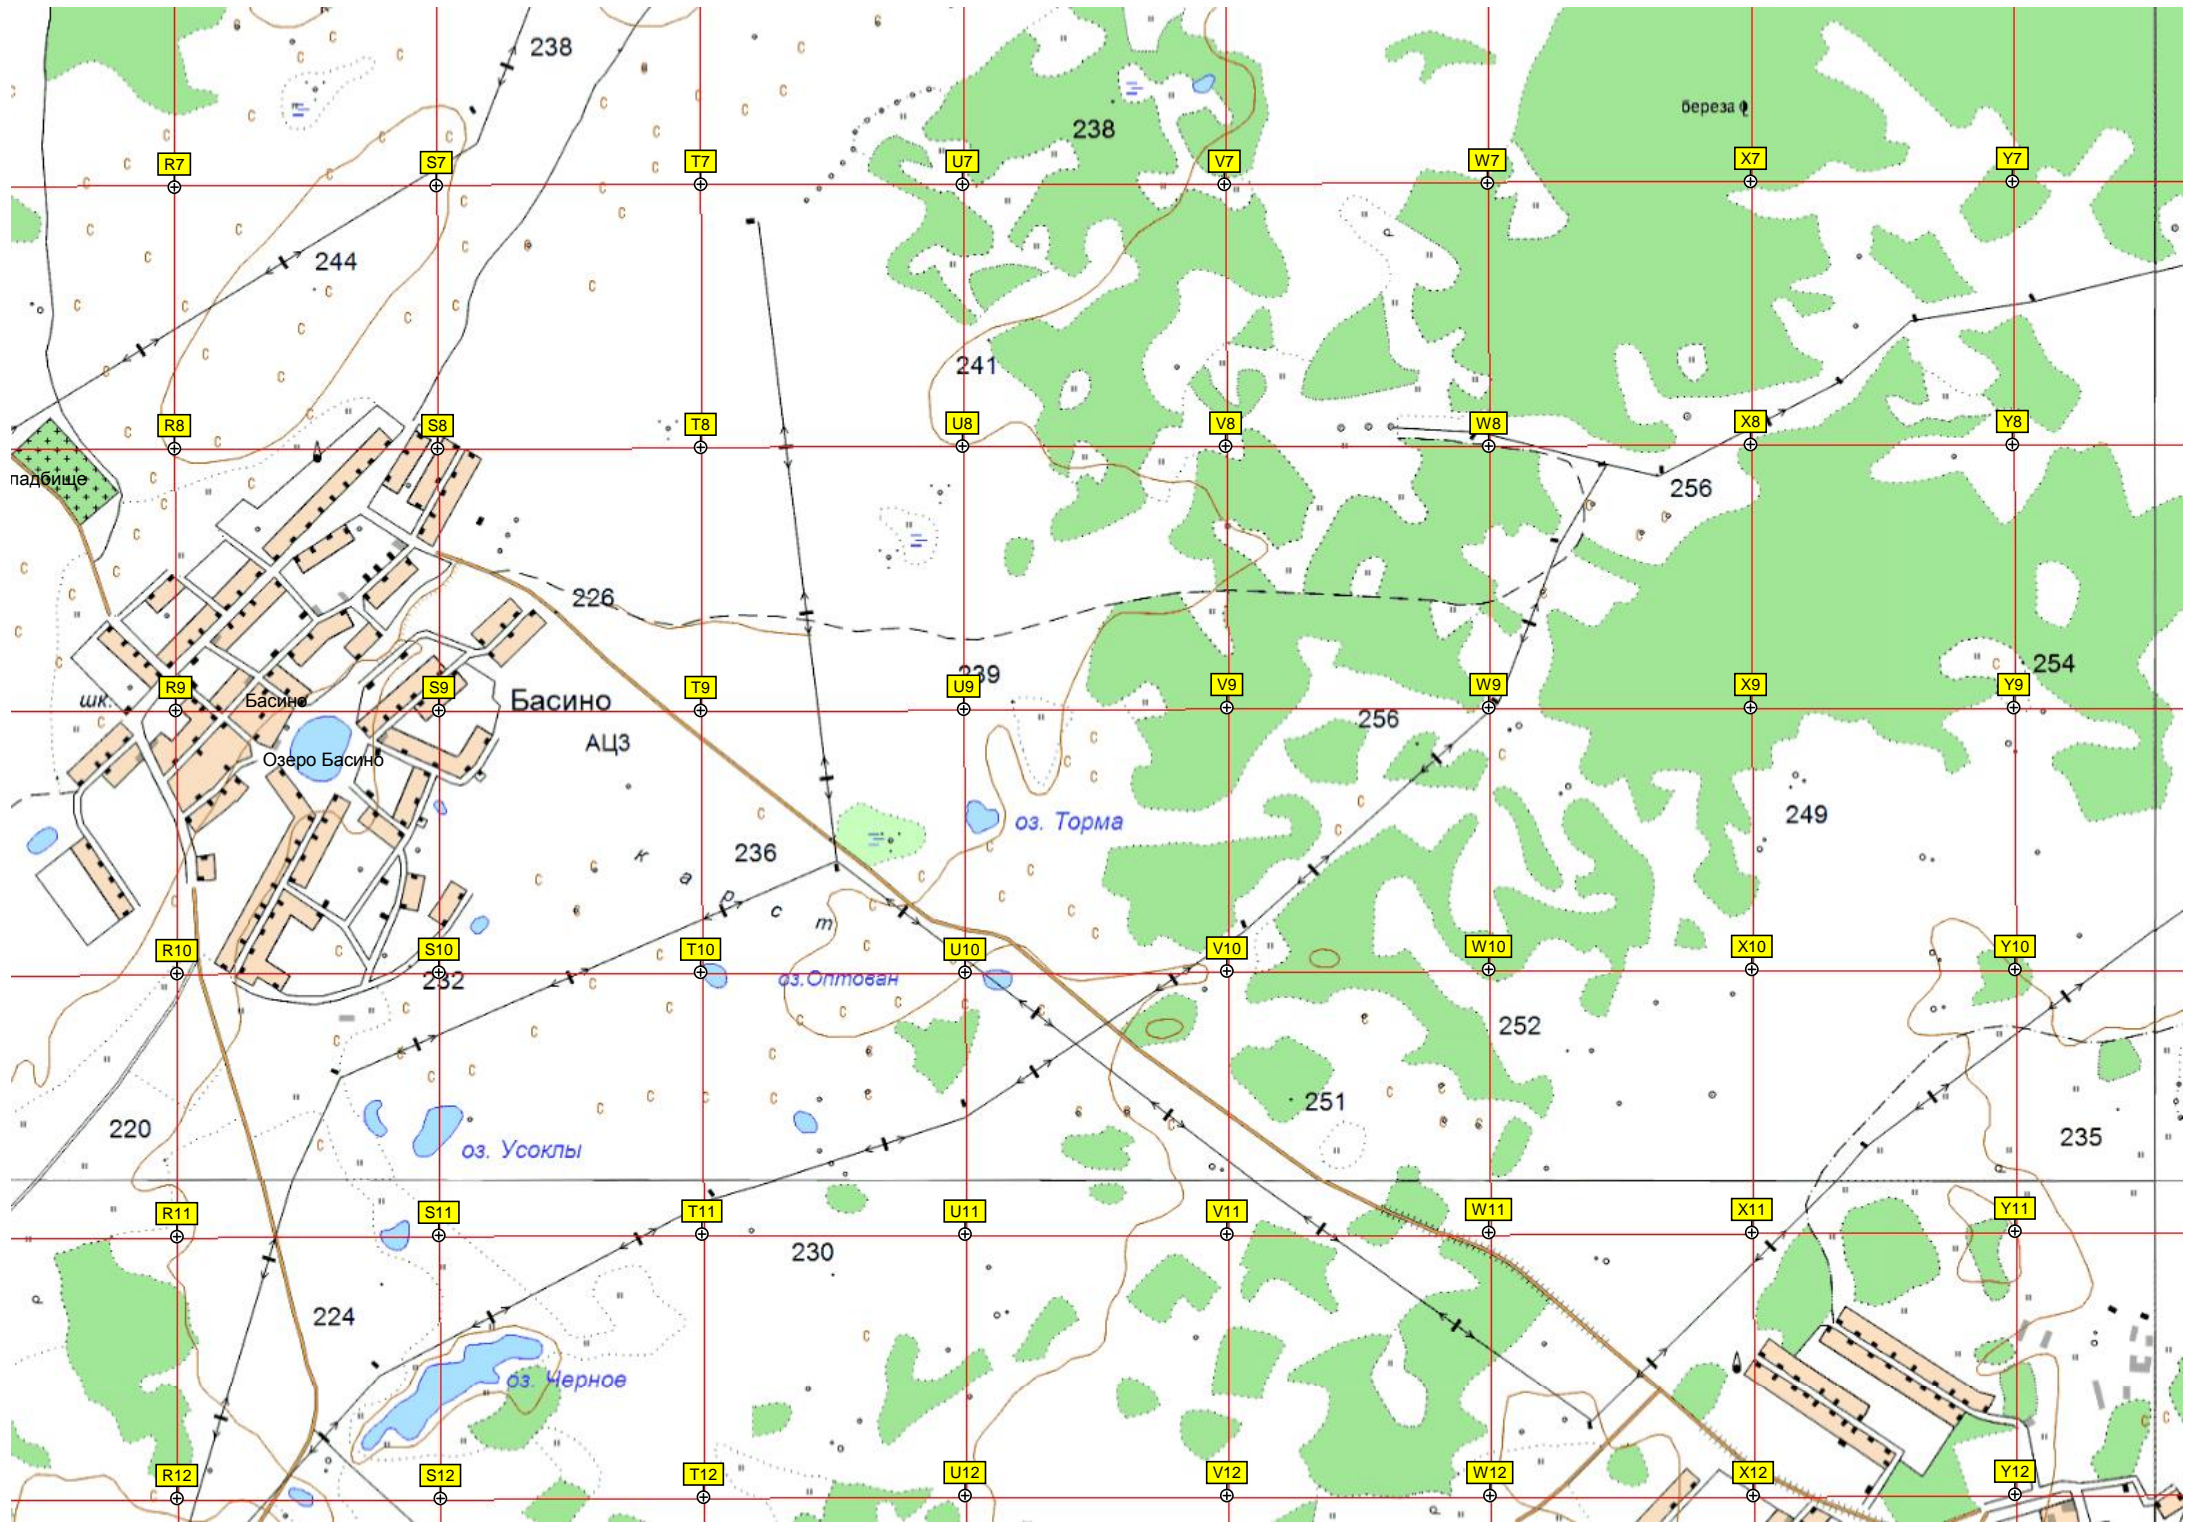 238
береза
238
R7 S7 T7 U7 V7 W7 X7 Y7
244
241
R8 S8 T8 U8 V8 W8 X8 Y8
падбище
256
226
239
254
R9 S9 T9 U9 V9 W9 X9 Y9
шк.
Басино
Басино
256
АЦЗ
Озеро Басино
оз. Торма
249
236
карст
R10 S10 T10 U10 V10 W10 X10 Y10
232
оз.Оптован
252
251
220
235
оз. Усоклы
R11 S11 T11 U11 V11 W11 X11 Y11
230
224
оз. Черное
R12 S12 T12 U12 V12 W12 X12 Y12